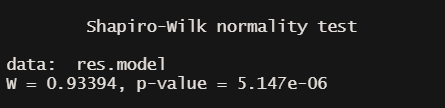 Shapiro-Wilk normality test
data:  res.model
W = 0.93394, p-value = 5.147e-06